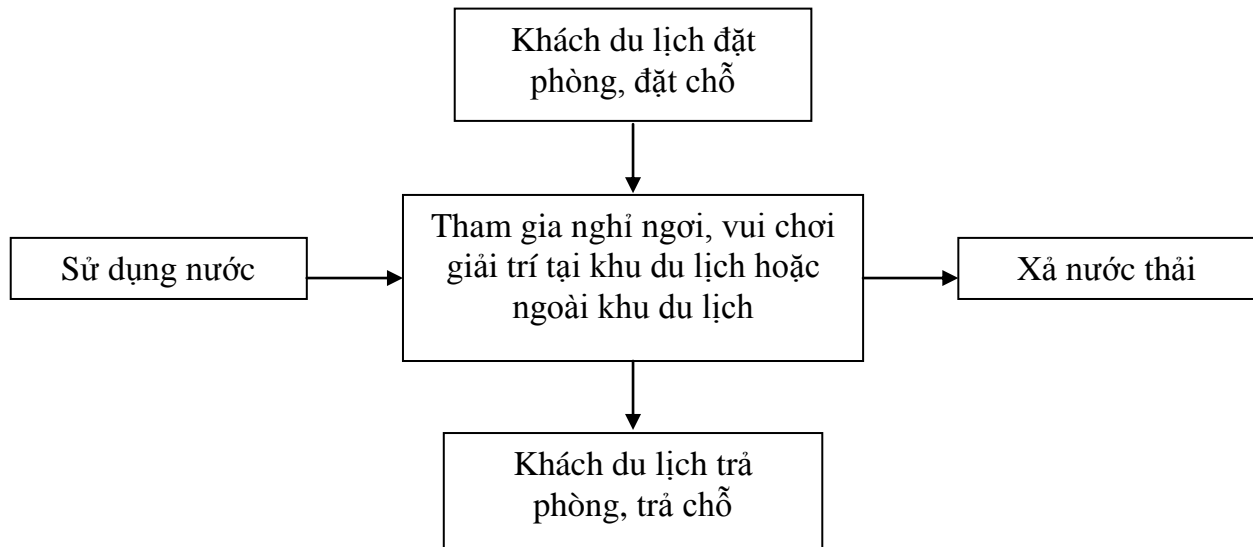 Khách du lịch đặt
phòng, đặt chỗ
Tham gia nghỉ ngơi, vui chơi
giải trí tại khu du lịch hoặc
ngoài khu du lịch
Sử dụng nước
Xả nước thải
Khách du lịch trả
phòng, trả chỗ